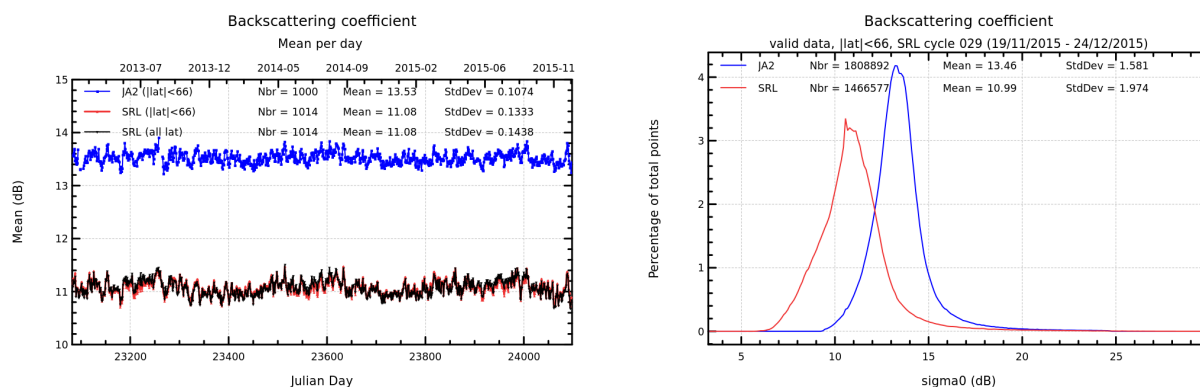 Backscattering coefficient
Mean per day
2013-07 2013-12 2014-05 2014-09 2015-02 2015-06 2015-11
15
14
13
12
11
10
Mean (dB)
JA2 (|lat|<66) Nbr = 1000 Mean = 13.53 StdDev = 0.1074
SRL (|lat|<66) Nbr = 1014 Mean = 11.08 StdDev = 0.1333
SRL (all lat) Nbr = 1014 Mean = 11.08 StdDev = 0.1438
23200 23400 23600 23800 24000
Julian Day
Backscattering coefficient
valid data, |lat|<66, SRL cycle 029 (19/11/2015 - 24/12/2015)
JA2 Nbr = 1808892 Mean = 13.46 StdDev = 1.581
SRL Nbr = 1466577 Mean = 10.99 StdDev = 1.974
4
3
2
1
0
Percentage of total points
5 10 15 20 25
sigma0 (dB)